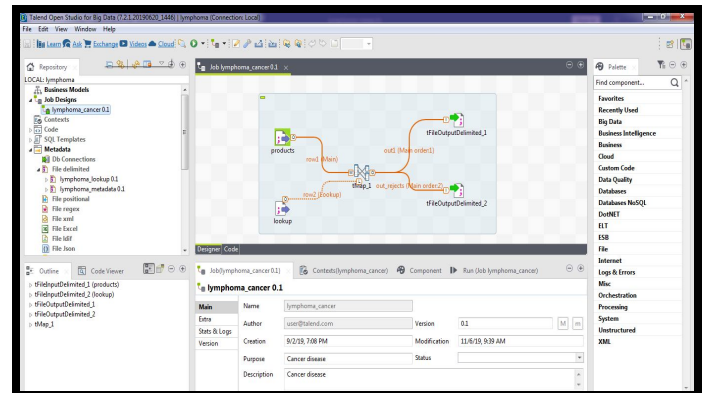 Talend Open Studio for Big Data (7.2.1.20190620_1446) | lymphoma (Connection: Local)
File Edit View Window Help
Learn Ask Exchange Videos Cloud
Repository
LOCAL: lymphoma
Business Models
Job Designs
lymphoma_cancer 0.1
Contexts
Code
SQL Templates
Metadata
Db Connections
File delimited
lymphoma_lookup 0.1
lymphoma_metadata 0.1
File positional
File regex
File xml
File Excel
File ldif
File Json
Job lymphoma_cancer 0.1
products
row1 (Main)
row2 (Lookup)
lookup
tMap_1
out1 (Main order:1)
out_rejects (Main order:2)
tFileOutputDelimited_1
tFileOutputDelimited_2
Designer Code
Palette
Find component...
Favorites
Recently Used
Big Data
Business Intelligence
Business
Cloud
Custom Code
Data Quality
Databases
Databases NoSQL
DotNET
ELT
ESB
File
Internet
Logs & Errors
Misc
Orchestration
Processing
System
Unstructured
XML
Outline Code Viewer
tFileInputDelimited_1 (products)
tFileInputDelimited_2 (lookup)
tFileOutputDelimited_1
tFileOutputDelimited_2
tMap_1
Job(lymphoma_cancer 0.1) Contexts(lymphoma_cancer) Component Run (Job lymphoma_cancer)
lymphoma_cancer 0.1
Main
Extra
Stats & Logs
Version
Name lymphoma_cancer
Author user@talend.com Version 0.1 M m
Creation 9/2/19, 7:08 PM Modification 11/6/19, 9:39 AM
Purpose Cancer disease Status
Description Cancer disease